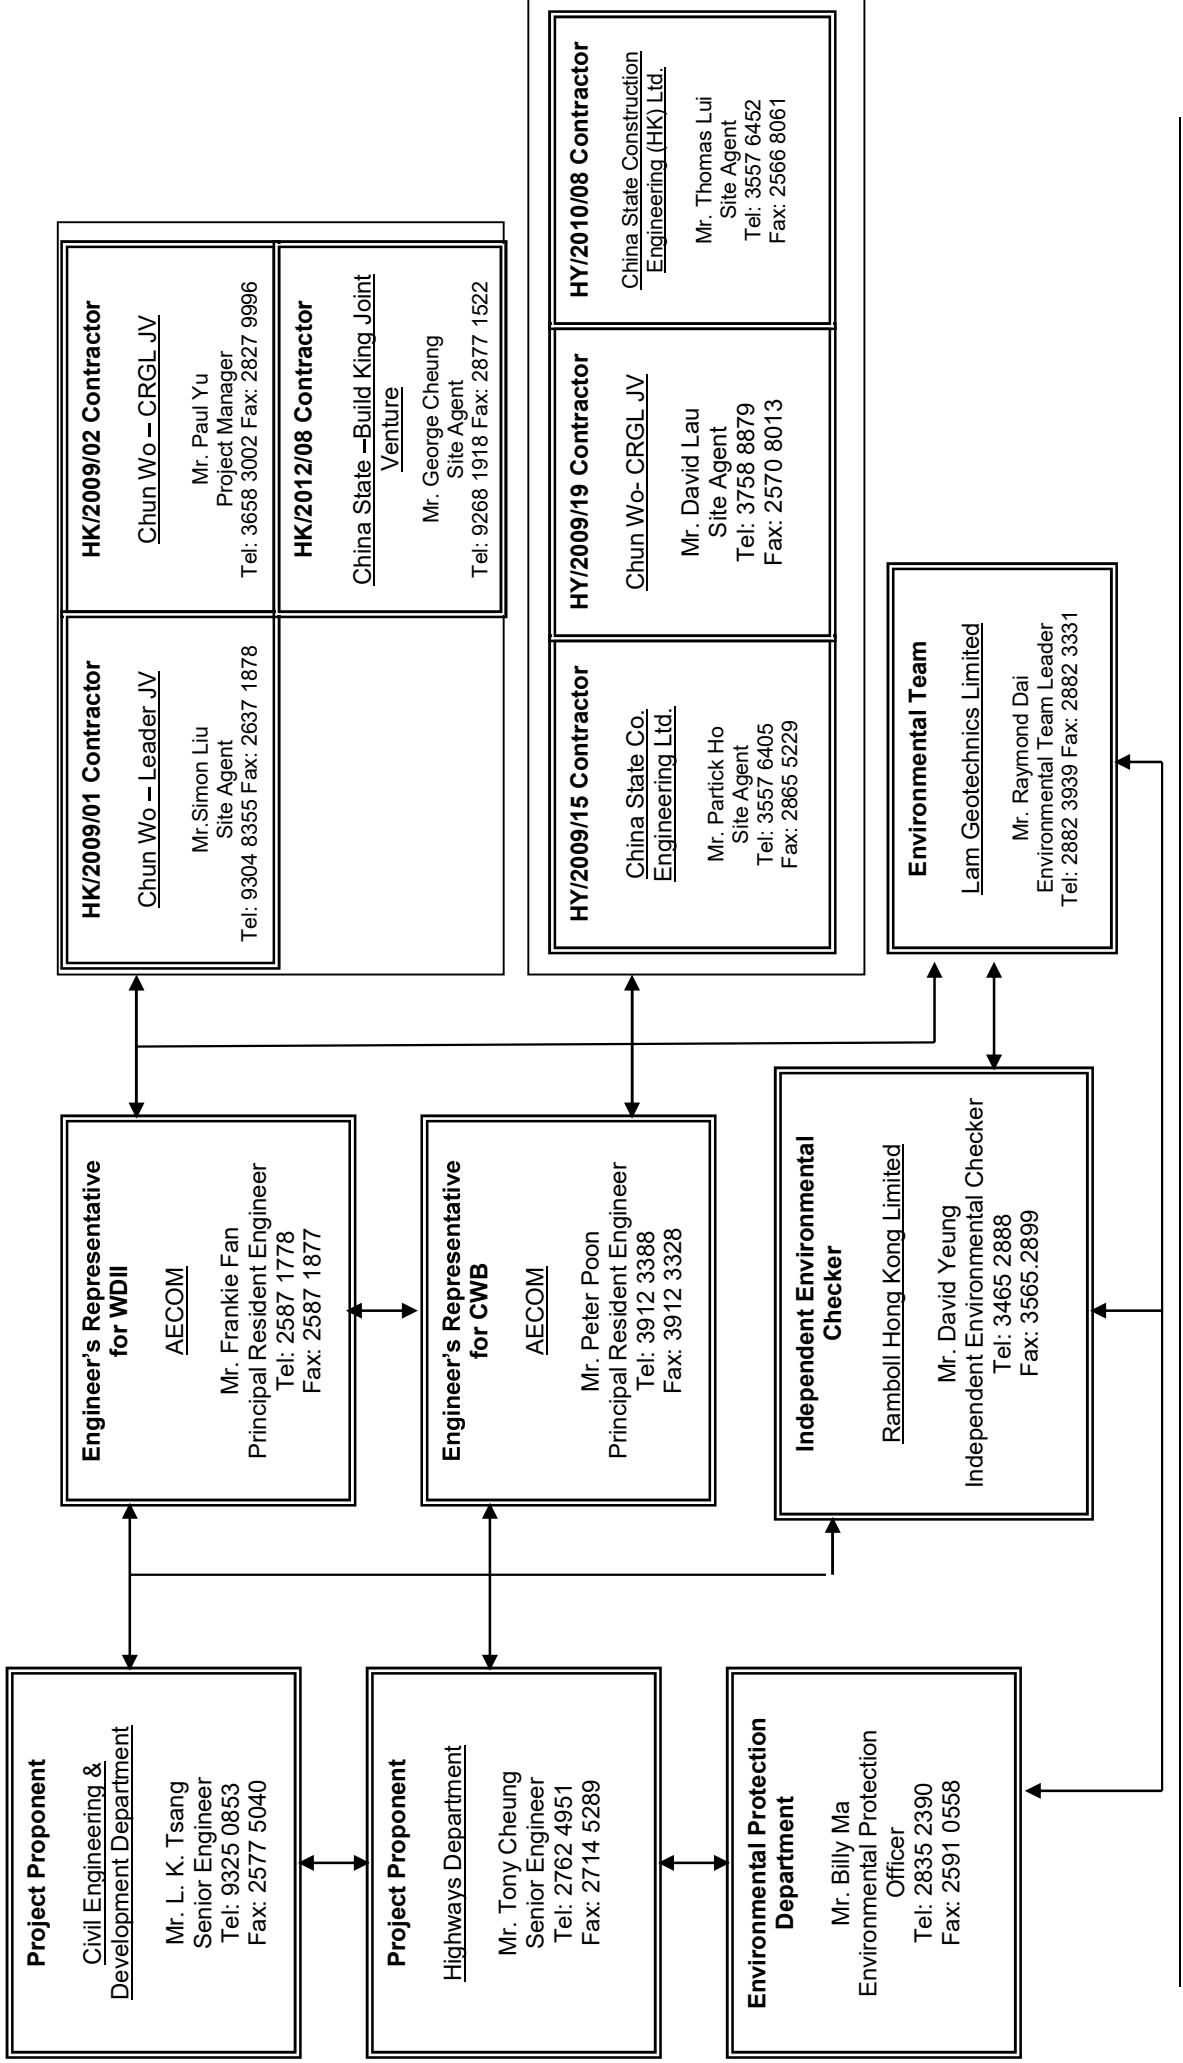 Project Proponent
Civil Engineering &
Development Department
Mr. L. K. Tsang
Senior Engineer
Tel: 9325 0853
Fax: 2577 5040
Project Proponent
Highways Department
Mr. Tony Cheung
Senior Engineer
Tel: 2762 4951
Fax: 2714 5289
Environmental Protection
Department
Mr. Billy Ma
Environmental Protection
Officer
Tel: 2835 2390
Fax: 2591 0558
Engineer's Representative
for WDII
AECOM
Mr. Frankie Fan
Principal Resident Engineer
Tel: 2587 1778
Fax: 2587 1877
Engineer's Representative
for CWB
AECOM
Mr. Peter Poon
Principal Resident Engineer
Tel: 3912 3388
Fax: 3912 3328
Independent Environmental
Checker
Ramboll Hong Kong Limited
Mr. David Yeung
Independent Environmental Checker
Tel: 3465 2888
Fax: 3565.2899
HK/2009/01 Contractor
Chun Wo – Leader JV
Mr.Simon Liu
Site Agent
Tel: 9304 8355 Fax: 2637 1878
HK/2009/02 Contractor
Chun Wo – CRGL JV
Mr. Paul Yu
Project Manager
Tel: 3658 3002 Fax: 2827 9996
HK/2012/08 Contractor
China State –Build King Joint
Venture
Mr. George Cheung
Site Agent
Tel: 9268 1918 Fax: 2877 1522
HY/2009/15 Contractor
China State Co.
Engineering Ltd.
Mr. Partick Ho
Site Agent
Tel: 3557 6405
Fax: 2865 5229
HY/2009/19 Contractor
Chun Wo- CRGL JV
Mr. David Lau
Site Agent
Tel: 3758 8879
Fax: 2570 8013
HY/2010/08 Contractor
China State Construction
Engineering (HK) Ltd.
Mr. Thomas Lui
Site Agent
Tel: 3557 6452
Fax: 2566 8061
Environmental Team
Lam Geotechnics Limited
Mr. Raymond Dai
Environmental Team Leader
Tel: 2882 3939 Fax: 2882 3331